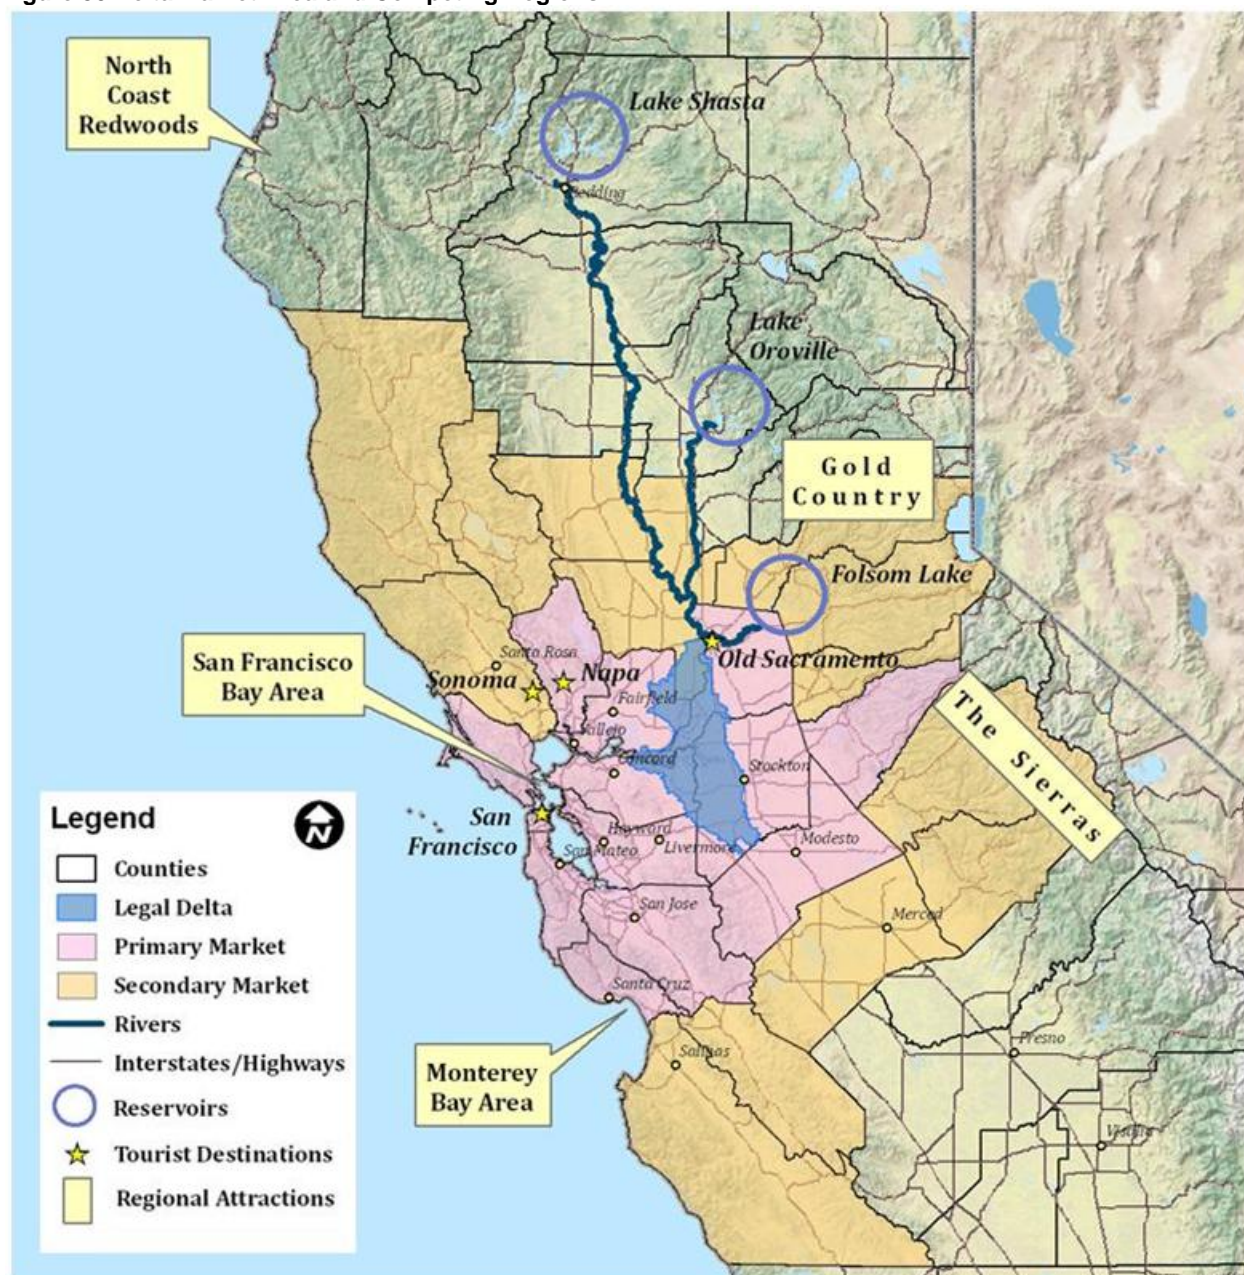 North
Coast
Redwoods
Lake Shasta
Redding
Lake
Oroville
Gold
Country
Folsom Lake
San Francisco
Bay Area
Santa Rosa
Sonoma
Napa
Old Sacramento
Fairfield
Vallejo
Concord
Stockton
The Sierras
San
Francisco
Hayward
San Mateo
Livermore
Modesto
San Jose
Merced
Santa Cruz
Monterey
Bay Area
Salinas
Fresno
Visalia
Legend
N
Counties
Legal Delta
Primary Market
Secondary Market
Rivers
Interstates/Highways
Reservoirs
Tourist Destinations
Regional Attractions